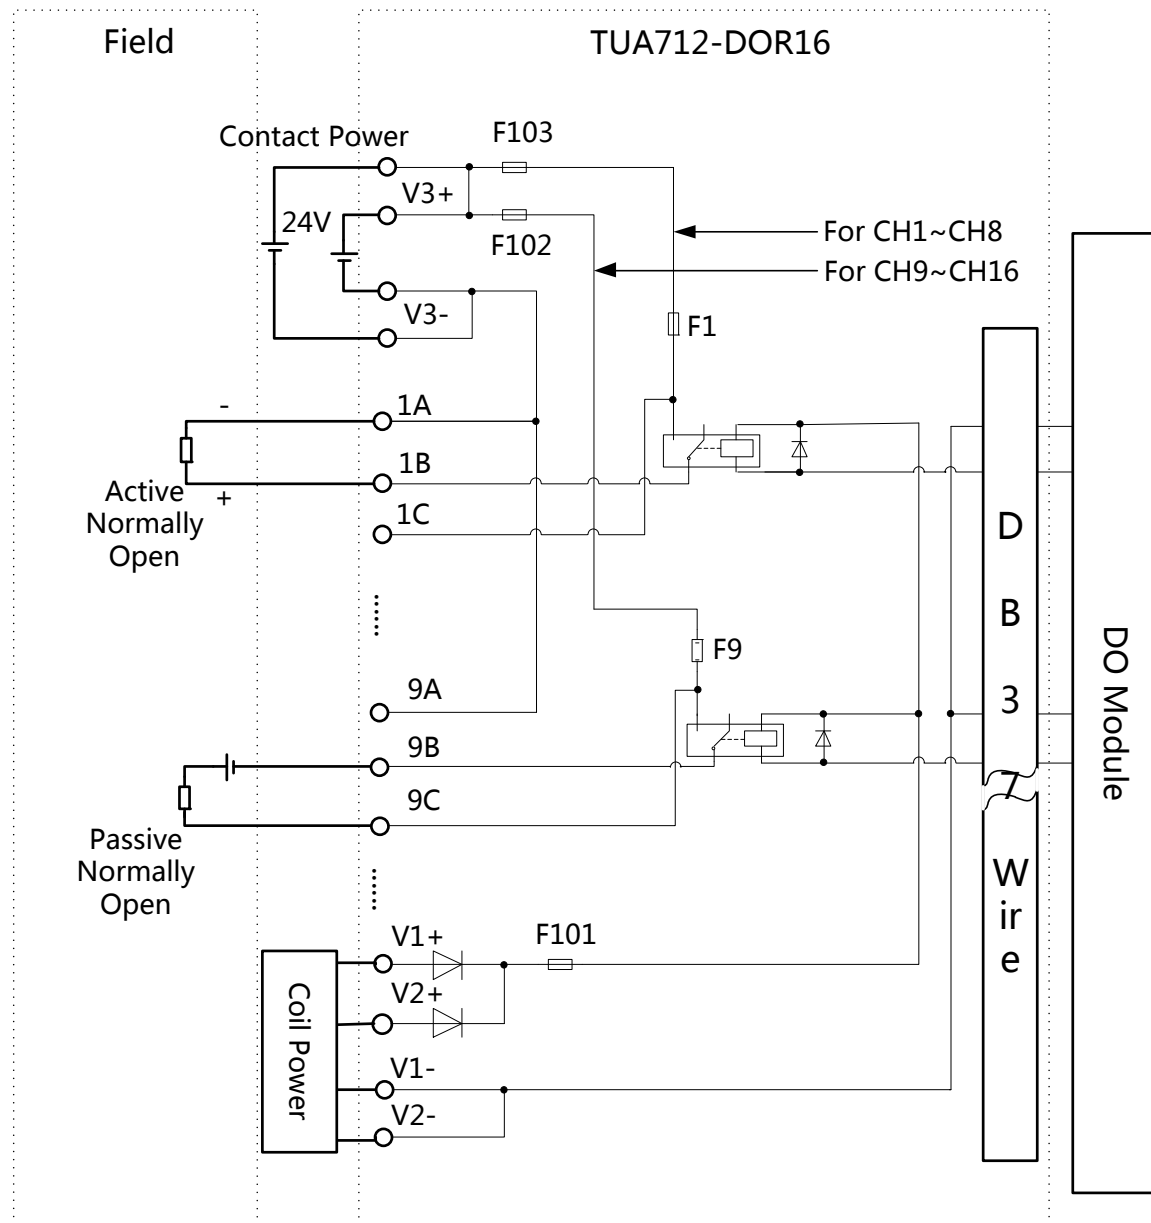 Field
TUA712-DOR16
Contact Power
F103
V3+
24V
F102
For CH1~CH8
For CH9~CH16
V3-
F1
-
1A
1B
+
Active
Normally
Open
1C
......
D
B
3
7
Wire
DO Module
F9
9A
9B
9C
Passive
Normally
Open
......
V1+
F101
V2+
Coil Power
V1-
V2-